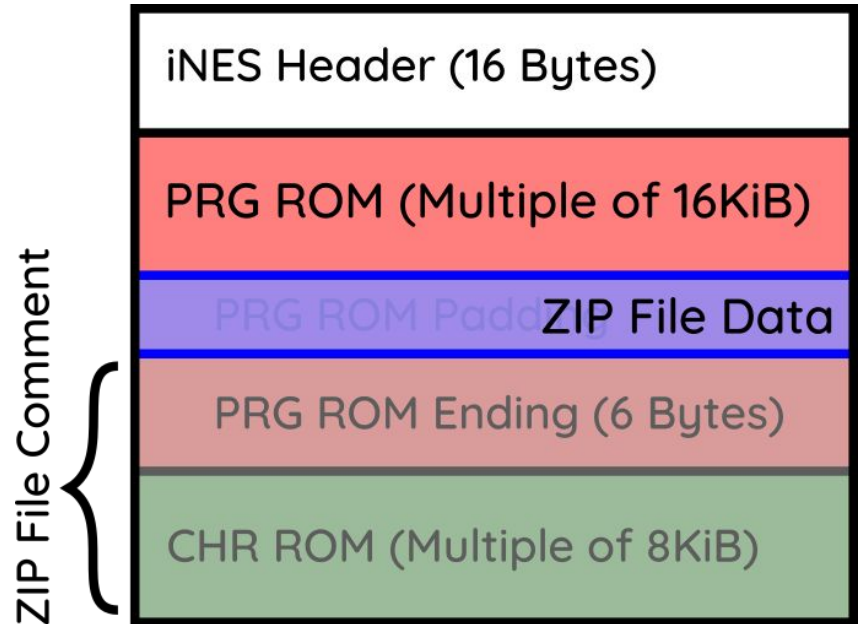 iNES Header (16 Bytes)
PRG ROM (Multiple of 16KiB)
PRG ROM Padding
ZIP File Data
PRG ROM Ending (6 Bytes)
CHR ROM (Multiple of 8KiB)
ZIP File Comment